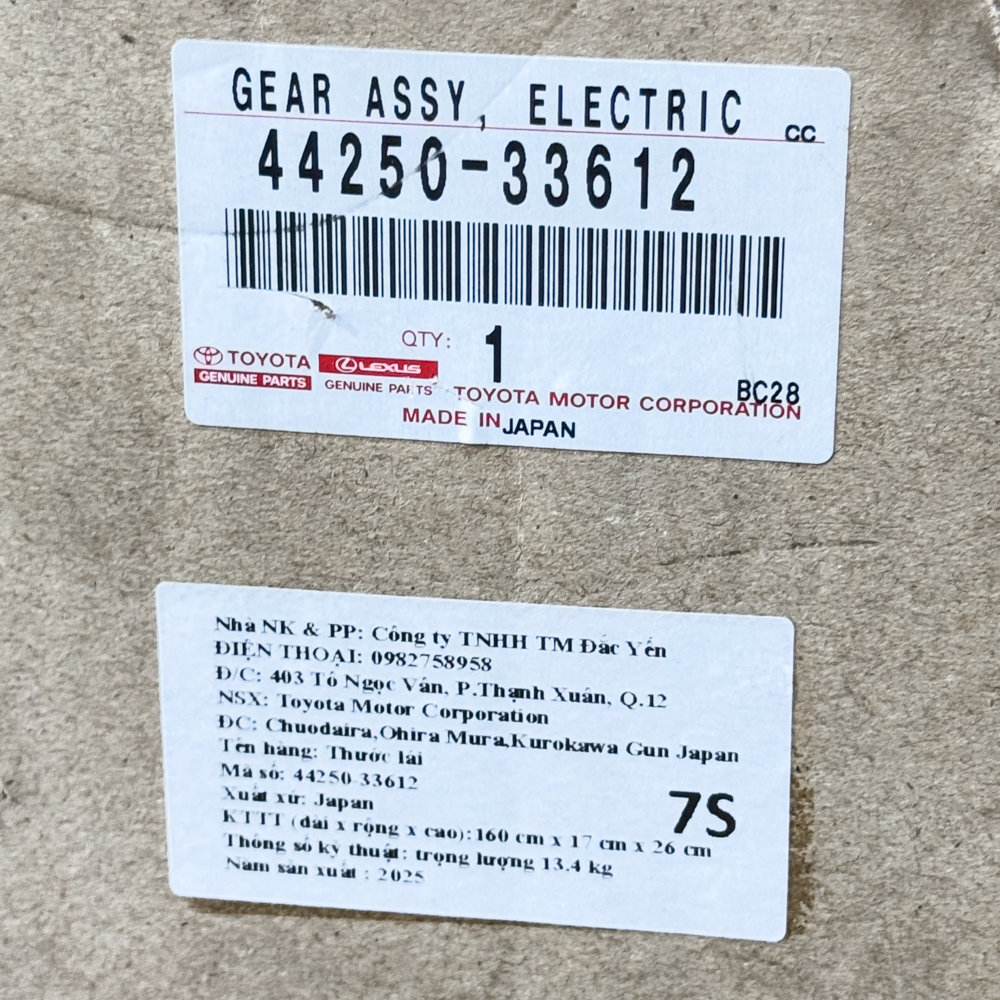 GEAR ASSY, ELECTRIC CC
44250-33612
QTY: 1
TOYOTA LEXUS
GENUINE PARTS GENUINE PARTS
BC28
TOYOTA MOTOR CORPORATION
MADE IN JAPAN
Nhà NK & PP: Công ty TNHH TM Đắc Yến
ĐIỆN THOẠI: 0982758958
Đ/C: 403 Tô Ngọc Vân, P.Thạnh Xuân, Q.12
NSX: Toyota Motor Corporation
ĐC: Chuodaira,Ohira Mura,Kurokawa Gun Japan
Tên hàng: Thước lái
Mã số: 44250-33612
Xuất xứ: Japan
7S
KTTT (dài x rộng x cao):160 cm x 17 cm x 26 cm
Thông số kỹ thuật: trọng lượng 13.4 kg
Năm sản xuất : 2025